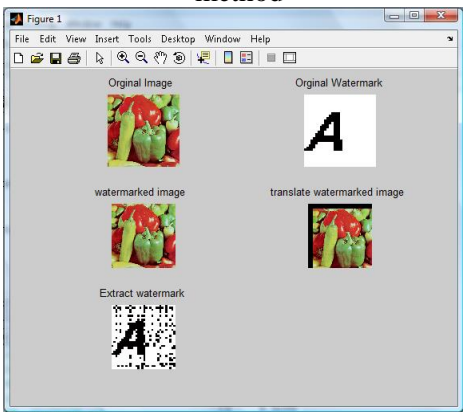 method
Figure 1
File Edit View Insert Tools Desktop Window Help
Orginal Image
Orginal Watermark
A
watermarked image
translate watermarked image
Extract watermark
A